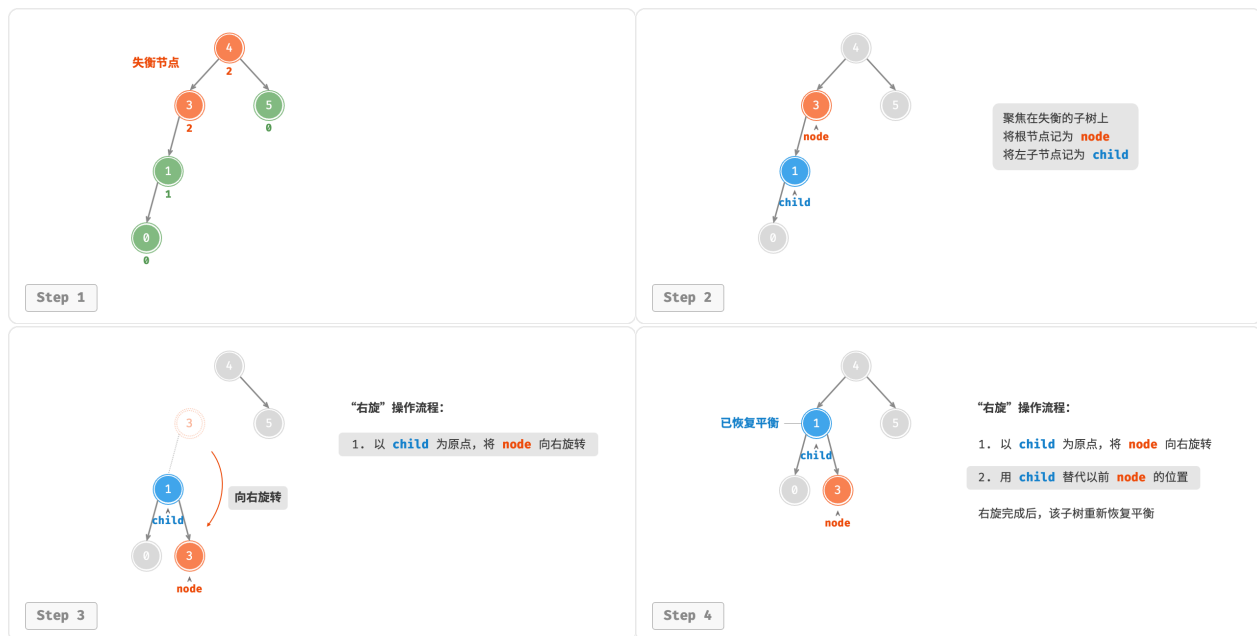 4
失衡节点
2
3
5
2
0
1
1
0
0
Step 1
4
3
5
node
1
child
0
聚焦在失衡的子树上
将根节点记为 node
将左子节点记为 child
Step 2
4
3
5
1
child
0
3
node
向右旋转
“右旋”操作流程：
1. 以 child 为原点，将 node 向右旋转
Step 3
4
已恢复平衡
1
5
child
0
3
node
“右旋”操作流程：
1. 以 child 为原点，将 node 向右旋转
2. 用 child 替代以前 node 的位置
右旋完成后，该子树重新恢复平衡
Step 4